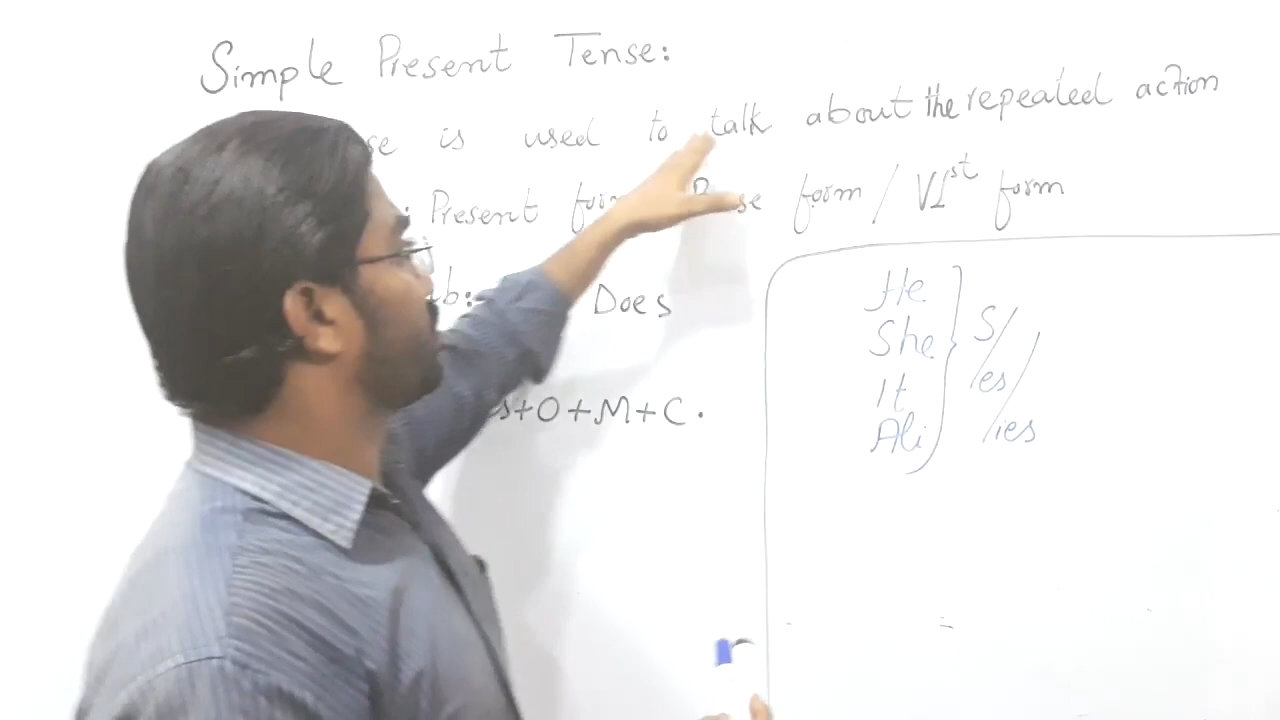 Simple Present Tense:
se is used to talk about the repeated action
: Present form / Base form / V1st form
b: Does
s+O+M+C.
He
She
It
Ali
S/
/es/
/ies